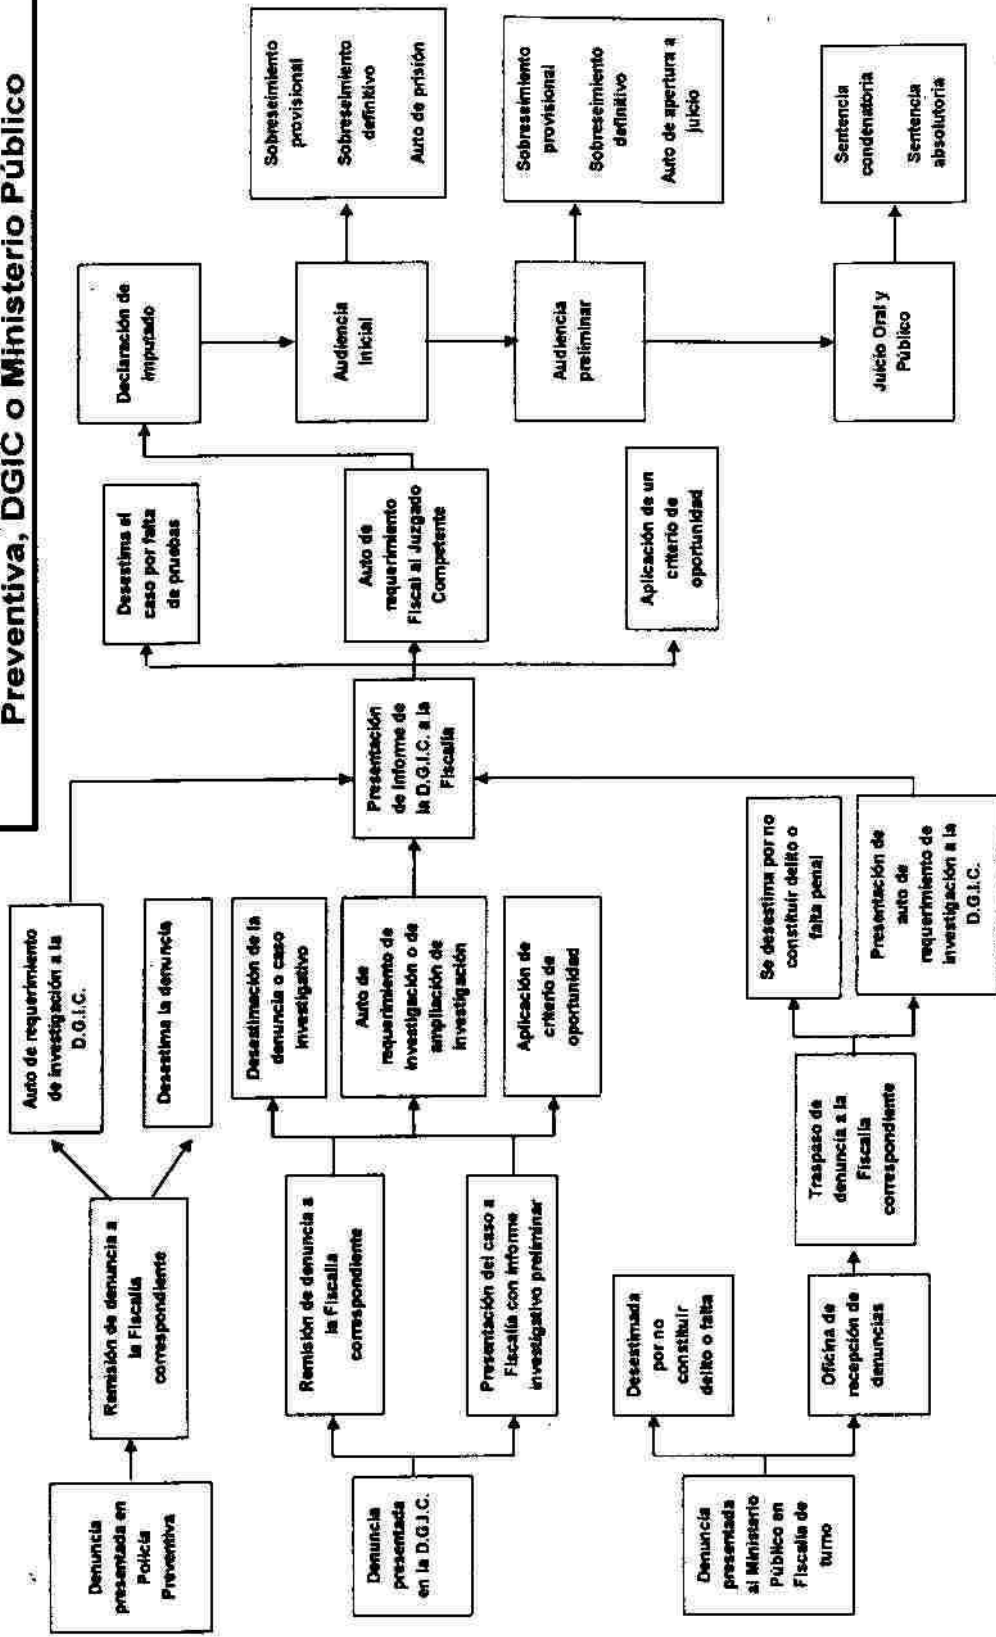 Preventiva, DGIC o Ministerio Público
Denuncia
presentada en
Policía
Preventiva
Remisión de denuncia a
la Fiscalía
correspondiente
Auto de requerimiento
de investigación a la
D.G.I.C.
Desestima la denuncia
Denuncia
presentada
en la D.G.I.C.
Remisión de denuncia a
la Fiscalía
correspondiente
Presentación del caso a
Fiscalía con informe
investigativo preliminar
Desestimación de la
denuncia o caso
investigativo
Auto de
requerimiento de
investigación o de
ampliación de
investigación
Aplicación de
criterio de
oportunidad
Denuncia
presentada
al Ministerio
Público en
Fiscalía de
turno
Desestimada
por no
constituir
delito o falta
Oficina de
recepción de
denuncias
Traspaso de
denuncia a la
Fiscalía
correspondiente
Se desestima por no
constituir delito o
falta penal
Presentación de
auto de
requerimiento de
investigación a la
D.G.I.C.
Presentación
de informe de
la D.G.I.C. a la
Fiscalía
Desestima el
caso por falta
de pruebas
Auto de
requerimiento
Fiscal al Juzgado
Competente
Aplicación de un
criterio de
oportunidad
Declaración de
imputado
Audiencia
Inicial
Sobreseimiento
provisional
Sobreseimiento
definitivo
Auto de prisión
Audiencia
preliminar
Sobreseimiento
provisional
Sobreseimiento
definitivo
Auto de apertura a
juicio
Juicio Oral y
Público
Sentencia
condenatoria
Sentencia
absolutoria